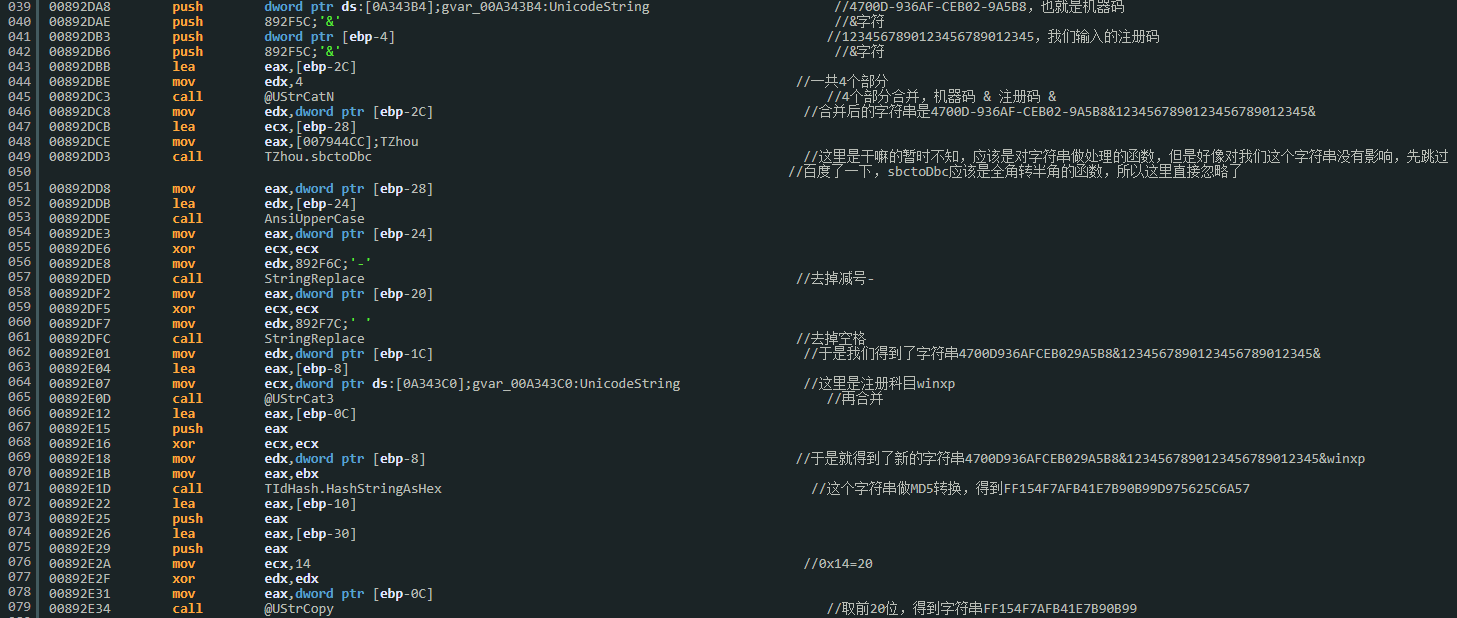 039 00892DA8 push dword ptr ds:[0A343B4];gvar_00A343B4:UnicodeString //4700D-936AF-CEB02-9A5B8，也就是机器码
040 00892DAE push 892F5C;'&' //&字符
041 00892DB3 push dword ptr [ebp-4] //1234567890123456789012345，我们输入的注册码
042 00892DB6 push 892F5C;'&' //&字符
043 00892DBB lea eax,[ebp-2C]
044 00892DBE mov edx,4 //一共4个部分
045 00892DC3 call @UStrCatN //4个部分合并，机器码 & 注册码 &
046 00892DC8 mov edx,dword ptr [ebp-2C] //合并后的字符串是4700D-936AF-CEB02-9A5B8&1234567890123456789012345&
047 00892DCB lea ecx,[ebp-28]
048 00892DCE mov eax,[007944CC];TZhou
049 00892DD3 call TZhou.sbctoDbc //这里是干嘛的暂时不知，应该是对字符串做处理的函数，但是好像对我们这个字符串没有影响，先跳过
050 //百度了一下，sbctoDbc应该是全角转半角的函数，所以这里直接忽略了
051 00892DD8 mov eax,dword ptr [ebp-28]
052 00892DDB lea edx,[ebp-24]
053 00892DDE call AnsiUpperCase
054 00892DE3 mov eax,dword ptr [ebp-24]
055 00892DE6 xor ecx,ecx
056 00892DE8 mov edx,892F6C;'-'
057 00892DED call StringReplace //去掉减号-
058 00892DF2 mov eax,dword ptr [ebp-20]
059 00892DF5 xor ecx,ecx
060 00892DF7 mov edx,892F7C;' '
061 00892DFC call StringReplace //去掉空格
062 00892E01 mov edx,dword ptr [ebp-1C] //于是我们得到了字符串4700D936AFCEB029A5B8&1234567890123456789012345&
063 00892E04 lea eax,[ebp-8]
064 00892E07 mov ecx,dword ptr ds:[0A343C0];gvar_00A343C0:UnicodeString //这里是注册科目winxp
065 00892E0D call @UStrCat3 //再合并
066 00892E12 lea eax,[ebp-0C]
067 00892E15 push eax
068 00892E16 xor ecx,ecx
069 00892E18 mov edx,dword ptr [ebp-8] //于是就得到了新的字符串4700D936AFCEB029A5B8&1234567890123456789012345&winxp
070 00892E1B mov eax,ebx
071 00892E1D call TIdHash.HashStringAsHex //这个字符串做MD5转换，得到FF154F7AFB41E7B90B99D975625C6A57
072 00892E22 lea eax,[ebp-10]
073 00892E25 push eax
074 00892E26 lea eax,[ebp-30]
075 00892E29 push eax
076 00892E2A mov ecx,14 //0x14=20
077 00892E2F xor edx,edx
078 00892E31 mov eax,dword ptr [ebp-0C]
079 00892E34 call @UStrCopy //取前20位，得到字符串FF154F7AFB41E7B90B99